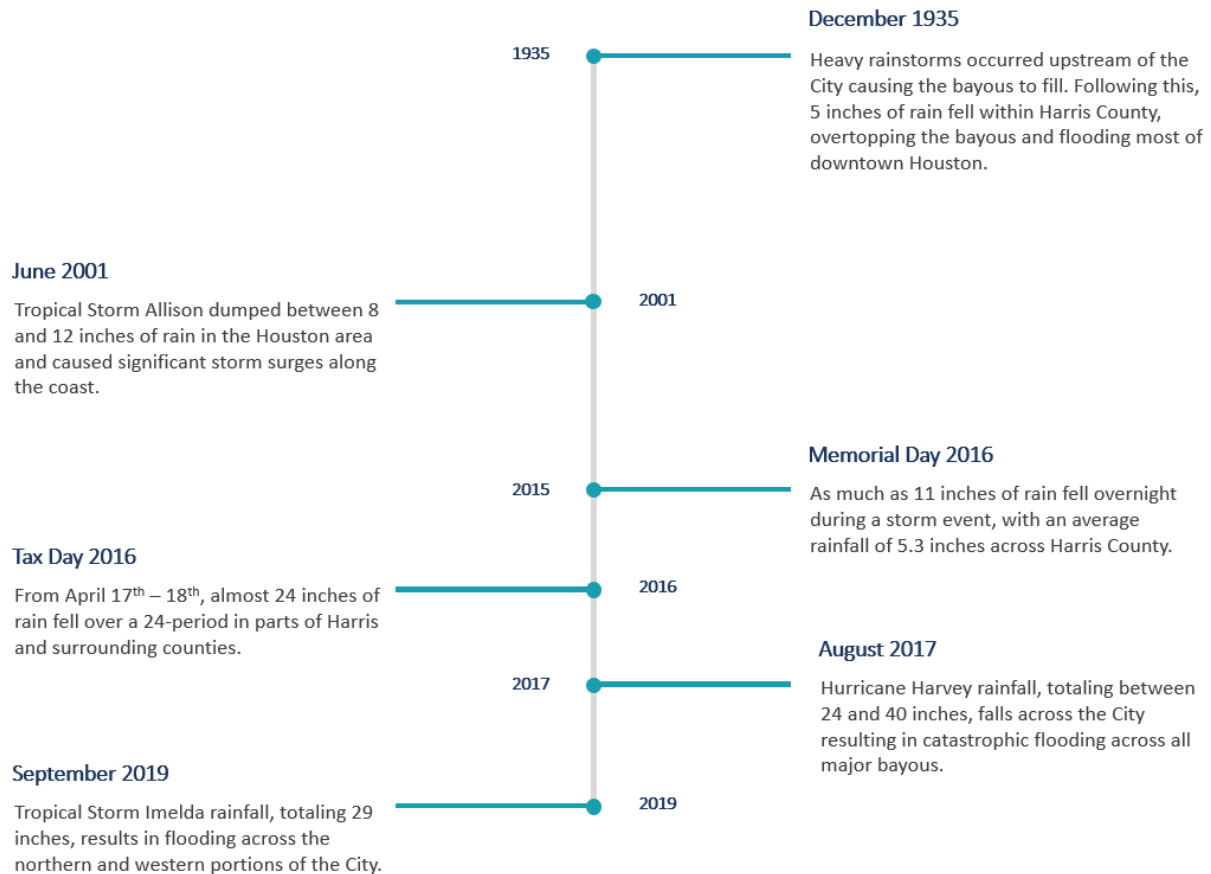 1935
December 1935
Heavy rainstorms occurred upstream of the
City causing the bayous to fill. Following this,
5 inches of rain fell within Harris County,
overtopping the bayous and flooding most of
downtown Houston.
June 2001
Tropical Storm Allison dumped between 8
and 12 inches of rain in the Houston area
and caused significant storm surges along
the coast.
2001
2015
Memorial Day 2016
As much as 11 inches of rain fell overnight
during a storm event, with an average
rainfall of 5.3 inches across Harris County.
Tax Day 2016
From April 17th – 18th, almost 24 inches of
rain fell over a 24-period in parts of Harris
and surrounding counties.
2016
2017
August 2017
Hurricane Harvey rainfall, totaling between
24 and 40 inches, falls across the City
resulting in catastrophic flooding across all
major bayous.
September 2019
Tropical Storm Imelda rainfall, totaling 29
inches, results in flooding across the
northern and western portions of the City.
2019